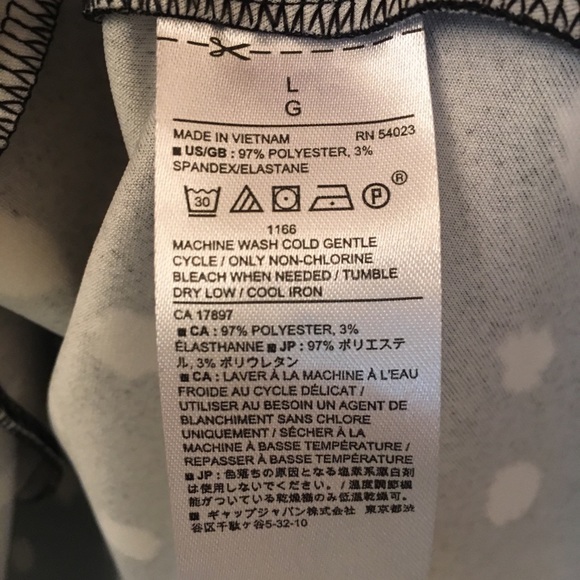 L
G
MADE IN VIETNAM RN 54023
■ US/GB : 97% POLYESTER, 3%
SPANDEX/ELASTANE
30 P ®
1166
MACHINE WASH COLD GENTLE
CYCLE / ONLY NON-CHLORINE
BLEACH WHEN NEEDED / TUMBLE
DRY LOW / COOL IRON
CA 17897
■ CA : 97% POLYESTER, 3%
ÉLASTHANNE ■ JP : 97% ポリエステ
ル, 3% ポリウレタン
■ CA : LAVER À LA MACHINE À L'EAU
FROIDE AU CYCLE DÉLICAT /
UTILISER AU BESOIN UN AGENT DE
BLANCHIMENT SANS CHLORE
UNIQUEMENT / SÉCHER À LA
MACHINE À BASSE TEMPÉRATURE /
REPASSER À BASSE TEMPÉRATURE
■ JP : 色落ちの原因となる塩素系漂白剤
は使用しないでください。 / 温度調節機
能がついている乾燥機のみ低温乾燥可。
■ ギャップジャパン株式会社 東京都渋
谷区千駄ヶ谷5-32-10